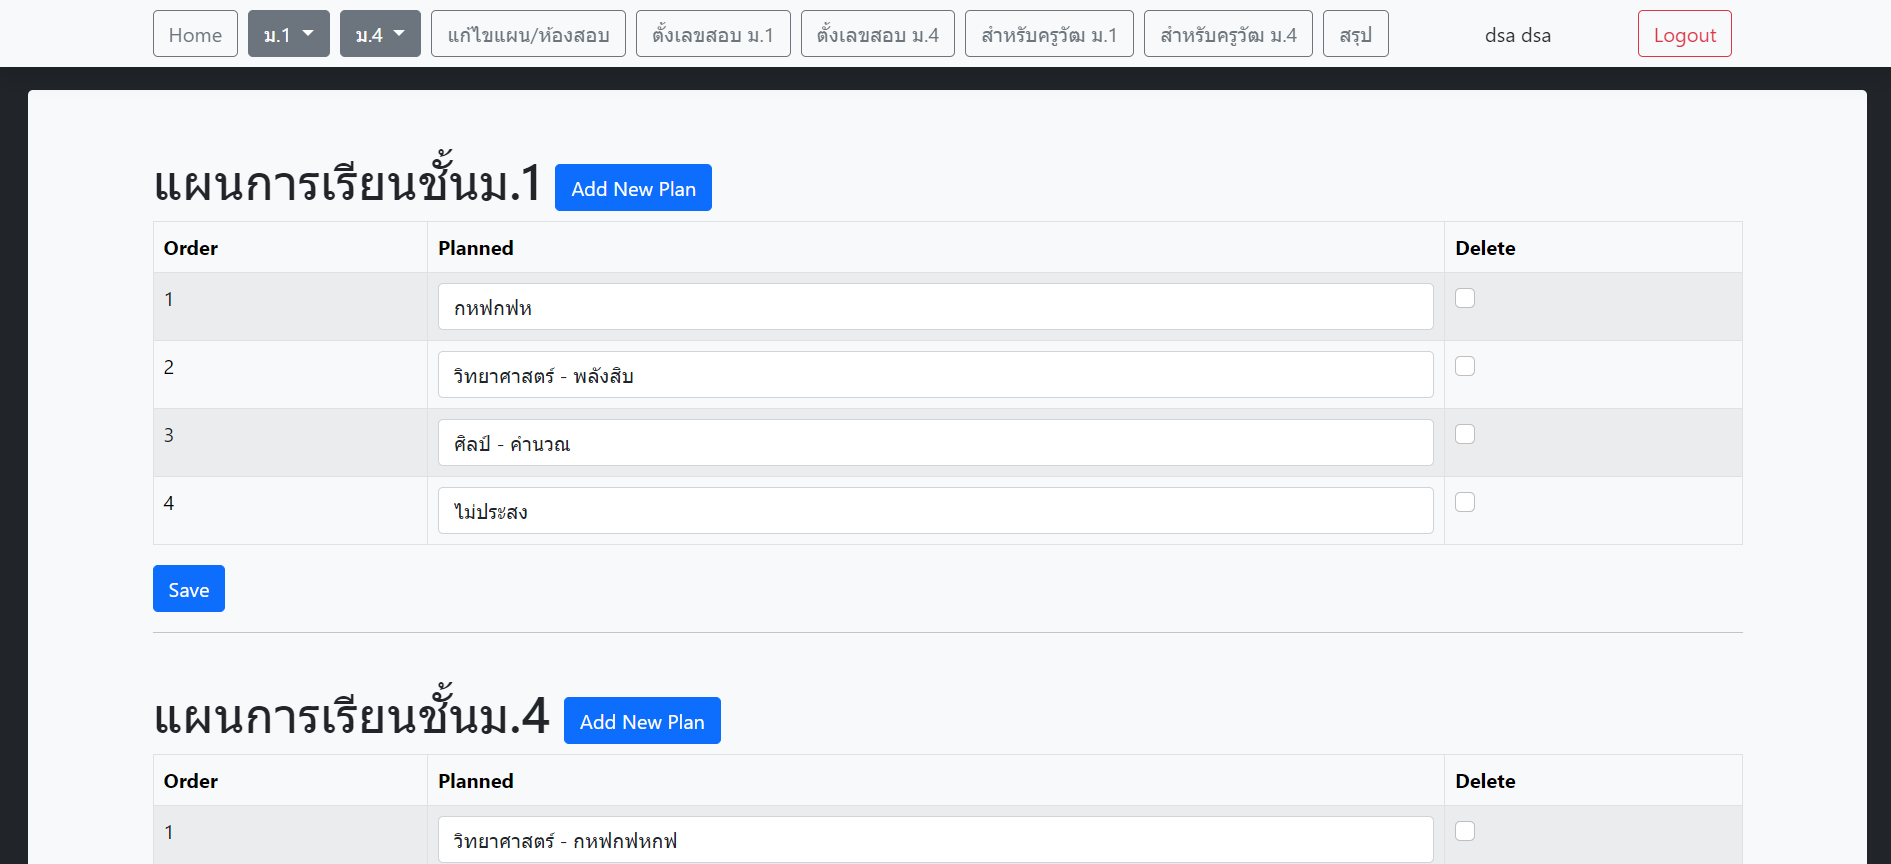 Home ม.1 ม.4 แก้ไขแผน/ห้องสอบ ตั้งเลขสอบ ม.1 ตั้งเลขสอบ ม.4 สำหรับครูวัฒ ม.1 สำหรับครูวัฒ ม.4 สรุป dsa dsa Logout
แผนการเรียนชั้นม.1 Add New Plan
Order Planned Delete
1 กหฟกฟห
2 วิทยาศาสตร์ - พลังสิบ
3 ศิลป์ - คำนวณ
4 ไม่ประสง
Save
แผนการเรียนชั้นม.4 Add New Plan
Order Planned Delete
1 วิทยาศาสตร์ - กหฟกฟหกฟ